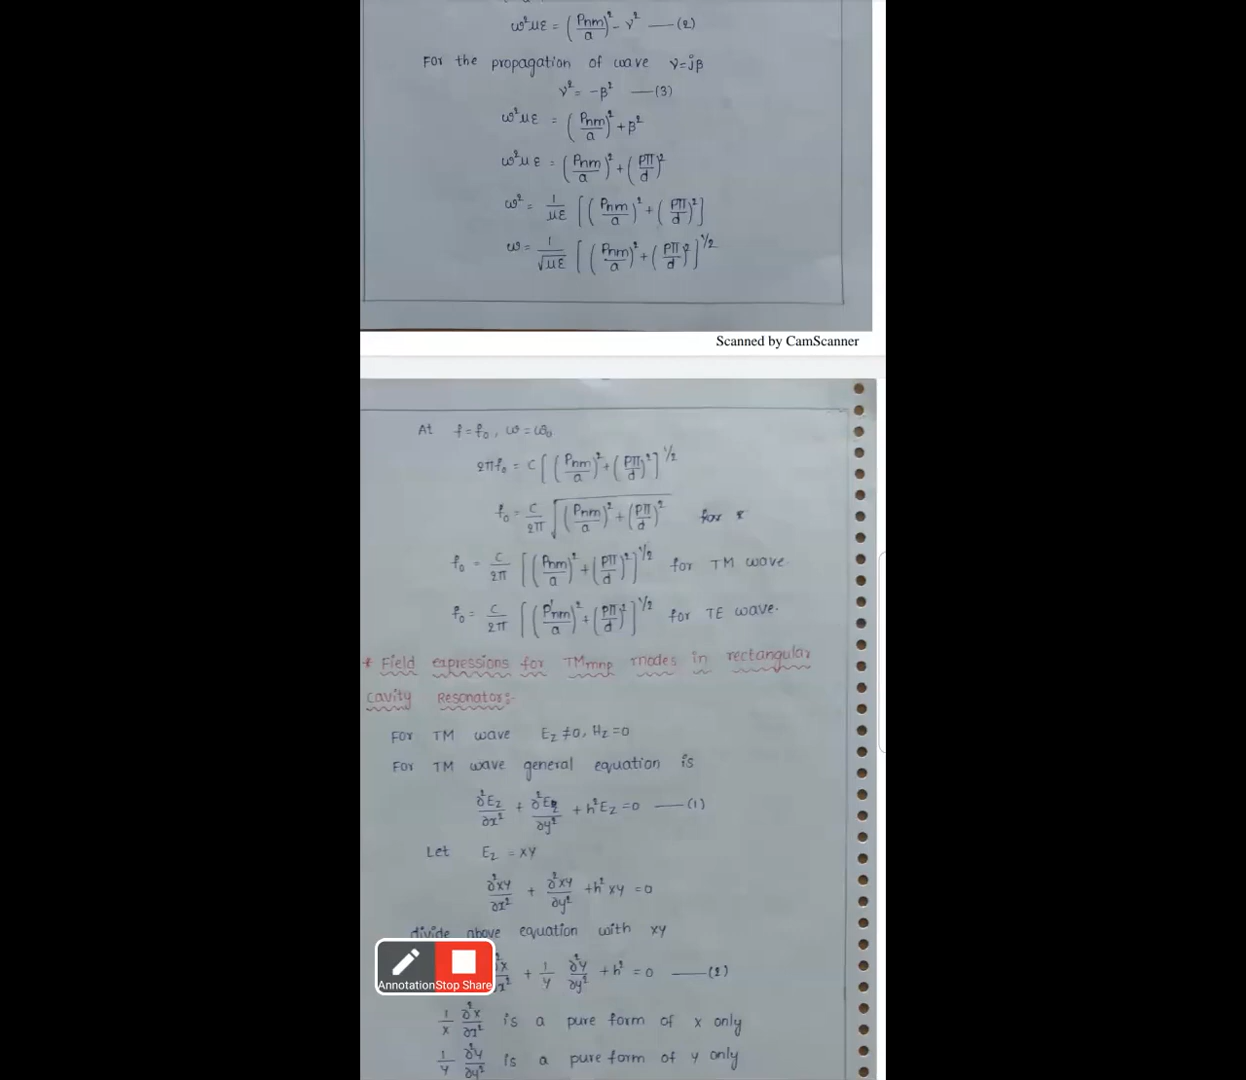 ω²με = (Pnm/a)² - γ² —(2)
For the propagation of wave γ=jβ
γ² = -β² —(3)
ω²με = (Pnm/a)² + β²
ω²με = (Pnm/a)² + (PΠ/d)²
ω² = 1/με [(Pnm/a)² + (PΠ/d)²]
ω = 1/√με [(Pnm/a)² + (PΠ/d)²]^1/2
Scanned by CamScanner
At f=f₀, ω=ω₀
2Πf₀ = C [(Pnm/a)² + (PΠ/d)²]^1/2
f₀ = C/2Π √(Pnm/a)² + (PΠ/d)² for
f₀ = C/2Π [(Pnm/a)² + (PΠ/d)²]^1/2 for TM wave
f₀ = C/2Π [(P'nm/a)² + (PΠ/d)²]^1/2 for TE wave.
* Field expressions for TMmnp modes in rectangular
cavity Resonator:-
For TM wave Ez ≠0, Hz =0
For TM wave general equation is
∂²Ez/∂x² + ∂²Ez/∂y² + h²Ez =0 —(1)
Let Ez = XY
∂²XY/∂x² + ∂²XY/∂y² + h² XY =0
divide above equation with XY
+ 1/Y ∂²Y/∂y² + h² = 0 —(2)
Annotation Stop Share
1/X ∂²X/∂x² is a pure form of x only
1/Y ∂²Y/∂y² is a pure form of y only